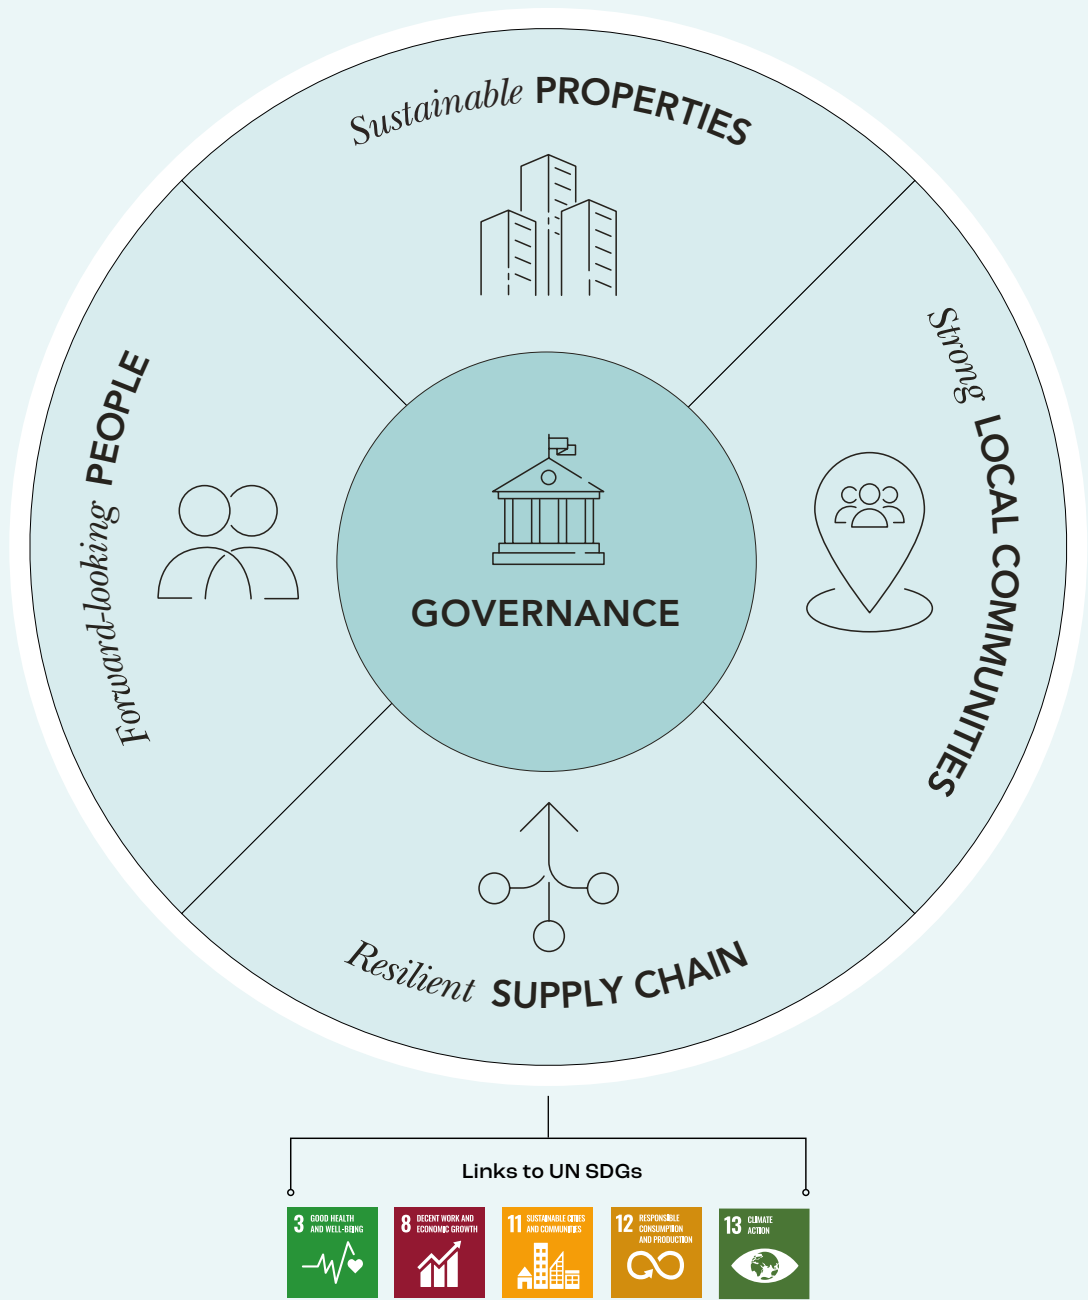 Sustainable PROPERTIES
Strong LOCAL COMMUNITIES
Forward-looking PEOPLE
GOVERNANCE
Resilient SUPPLY CHAIN
Links to UN SDGs
3 GOOD HEALTH
AND WELL-BEING
8 DECENT WORK AND
ECONOMIC GROWTH
11 SUSTAINABLE CITIES
AND COMMUNITIES
12 RESPONSIBLE
CONSUMPTION
AND PRODUCTION
13 CLIMATE
ACTION